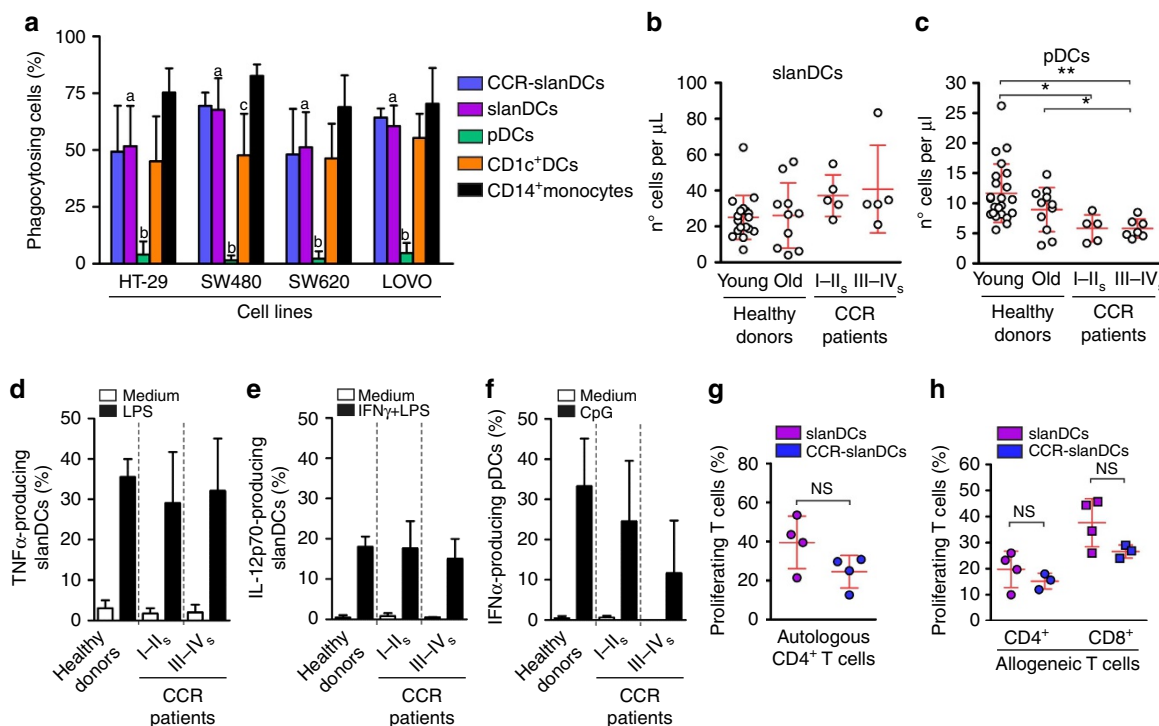 a
Phagocytosing cells (%)
100
75
50
25
0
a
b
a
b
c
a
b
a
b
HT-29
SW480
SW620
LOVO
Cell lines
CCR-slanDCs
slanDCs
pDCs
CD1c⁺DCs
CD14⁺monocytes
b
slanDCs
n° cells per µL
100
80
60
40
20
0
Young
Old
I–IIₛ
III–IVₛ
Healthy
donors
CCR
patients
c
pDCs
n° cells per µl
30
25
20
15
10
5
0
**
*
*
Young
Old
I–IIₛ
III–IVₛ
Healthy
donors
CCR
patients
d
Medium
LPS
TNFα-producing
slanDCs (%)
50
40
30
20
10
0
Healthy
donors
I–IIₛ
III–IVₛ
CCR
patients
e
Medium
IFNγ+LPS
IL-12p70-producing
slanDCs (%)
50
40
30
20
10
0
Healthy
donors
I–IIₛ
III–IVₛ
CCR
patients
f
Medium
CpG
IFNα-producing pDCs (%)
50
40
30
20
10
0
Healthy
donors
I–IIₛ
III–IVₛ
CCR
patients
g
slanDCs
CCR-slanDCs
Proliferating T cells (%)
80
60
40
20
0
NS
Autologous
CD4⁺ T cells
h
slanDCs
CCR-slanDCs
Proliferating T cells (%)
60
50
40
30
20
10
0
NS
NS
CD4⁺
CD8⁺
Allogeneic T cells